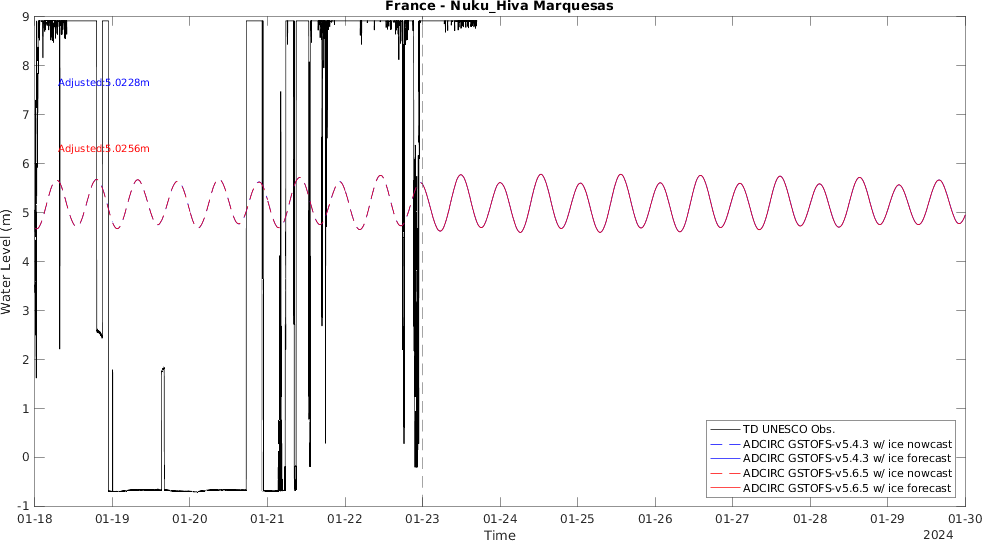 France - Nuku_Hiva Marquesas
9
8
7
6
5
4
3
2
1
0
-1
Water Level (m)
Adjusted:5.0228m
Adjusted:5.0256m
TD UNESCO Obs.
ADCIRC GSTOFS-v5.4.3 w/ ice nowcast
ADCIRC GSTOFS-v5.4.3 w/ ice forecast
ADCIRC GSTOFS-v5.6.5 w/ ice nowcast
ADCIRC GSTOFS-v5.6.5 w/ ice forecast
01-18 01-19 01-20 01-21 01-22 01-23 01-24 01-25 01-26 01-27 01-28 01-29 01-30
Time
2024